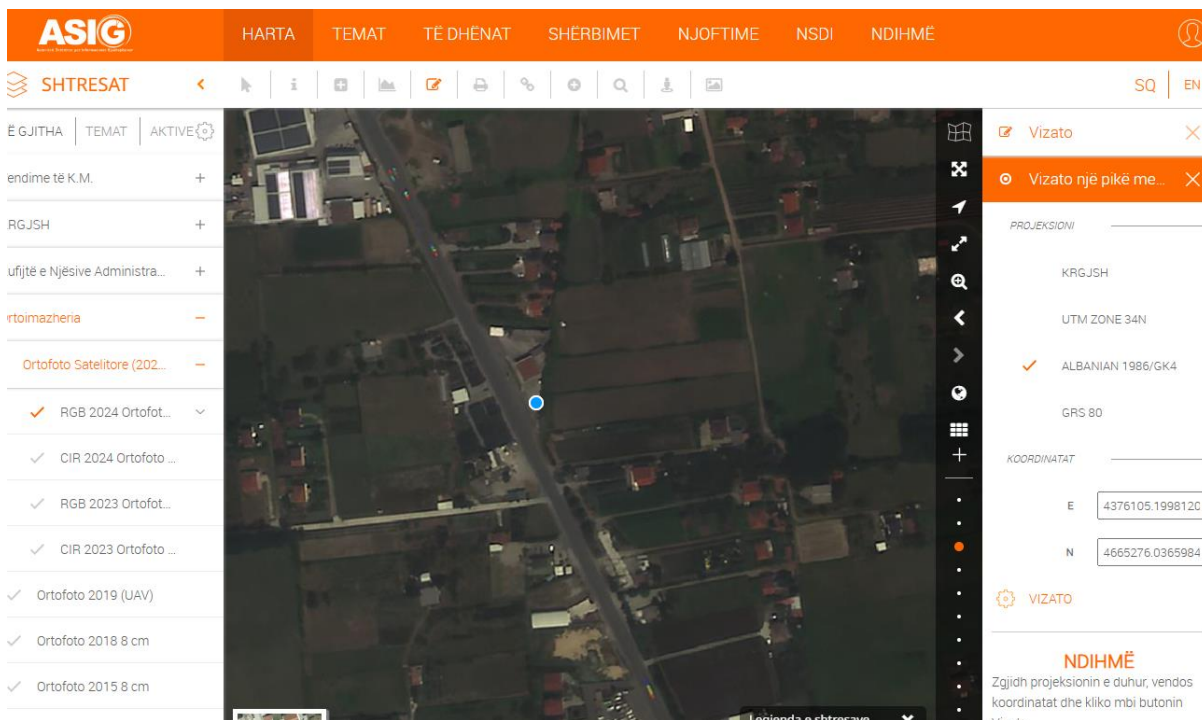 ASIG
HARTA TEMAT TË DHËNAT SHËRBIMET NJOFTIME NSDI NDIHMË
SHTRESAT
SQ EN
Ë GJITHA TEMAT AKTIVE
endime të K.M.
RGJSH
ufijtë e Njësive Administra...
rtoimazheria
Ortofoto Satelitore (202...
RGB 2024 Ortofot...
CIR 2024 Ortofoto ...
RGB 2023 Ortofot...
CIR 2023 Ortofoto ...
Ortofoto 2019 (UAV)
Ortofoto 2018 8 cm
Ortofoto 2015 8 cm
Legjenda e shtresave
Vizato
Vizato një pikë me...
PROJEKSIONI
KRGJSH
UTM ZONE 34N
ALBANIAN 1986/GK4
GRS 80
KOORDINATAT
E 4376105.1998120
N 4665276.0365984
VIZATO
NDIHMË
Zgjidh projeksionin e duhur, vendos
koordinatat dhe kliko mbi butonin